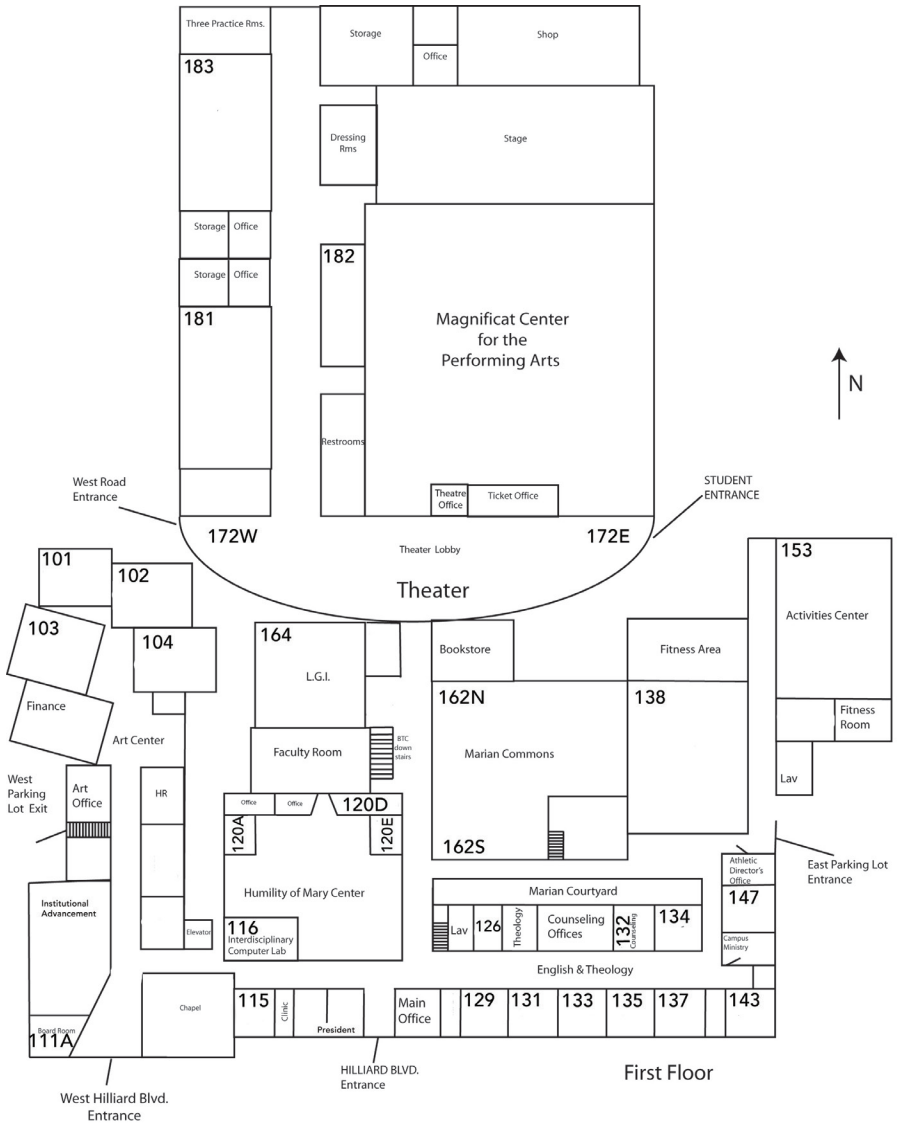 Three Practice Rms.
Storage
Shop
Office
183
Dressing
Rms
Stage
Storage
Office
182
Storage
Office
181
Magnificat Center
for the
Performing Arts
N
Restrooms
West Road
Entrance
Theatre
Office
Ticket Office
STUDENT
ENTRANCE
172W
172E
Theater Lobby
Theater
101
102
103
104
153
Activities Center
164
L.G.I.
Bookstore
Fitness Area
162N
138
Finance
Fitness
Room
Art Center
Faculty Room
BTC
down
stairs
Marian Commons
West
Parking
Lot Exit
Art
Office
HR
Lav
Office
Office
120D
120A
120E
162S
Athletic
Director's
Office
East Parking Lot
Entrance
Institutional
Advancement
Humility of Mary Center
Marian Courtyard
147
116
Interdisciplinary
Computer Lab
Elevator
Lav
126
Theology
Counseling
Offices
132
Counseling
134
Campus
Ministry
English & Theology
Chapel
115
Clinic
President
Main
Office
129
131
133
135
137
143
Board Room
111A
HILLIARD BLVD.
Entrance
First Floor
West Hilliard Blvd.
Entrance